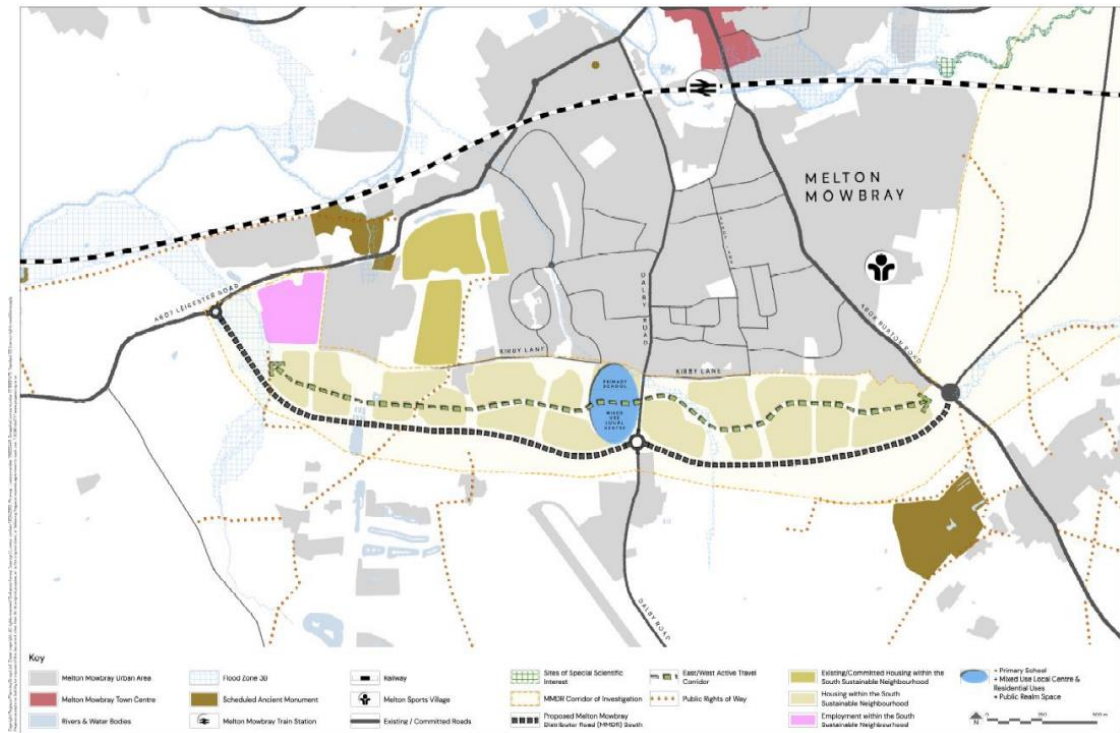 MELTON
MOWBRAY
DALBY ROAD
A607 LEICESTER ROAD
KIRBY LANE
KIRBY LANE
PRIMARY
SCHOOL
MIXED
USE
LOCAL
CENTRE
DALBY ROAD
Key
Melton Mowbray Urban Area
Melton Mowbray Town Centre
Rivers & Water Bodies
Flood Zone 3B
Scheduled Ancient Monument
Melton Mowbray Train Station
Railway
Melton Sports Village
Existing / Committed Roads
Sites of Special Scientific
Interest
MMDR Corridor of Investigation
Proposed Melton Mowbray
Distributor Road (MMDR) South
East/West Active Travel
Corridor
Public Rights of Way
Existing/Committed Housing within the
South Sustainable Neighbourhood
Housing within the South
Sustainable Neighbourhood
Employment within the South
Sustainable Neighbourhood
+ Primary School
+ Mixed Use Local Centre &
Residential Uses
+ Public Realm Space
N
0
500 m